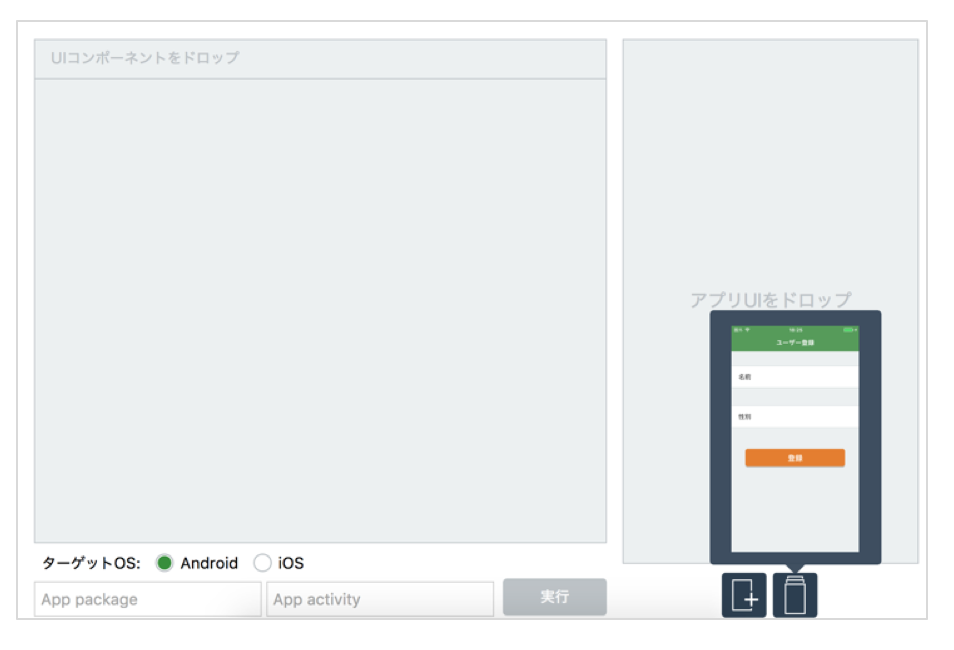 UIコンポーネントをドロップ
アプリUIをドロップ
18:25
ユーザー登録
名前
性別
登録
ターゲットOS: Android iOS
App package
App activity
実行